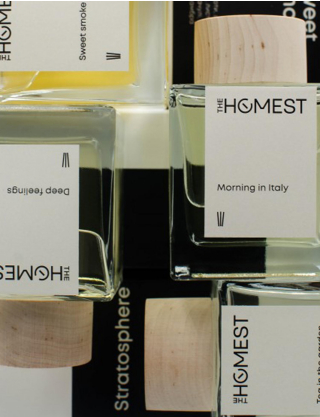 THE HOMEST
Sweet smoke
THE HOMEST
Morning in Italy
Deep feelings
THE HOMEST
Stratosphere
THE HOMEST